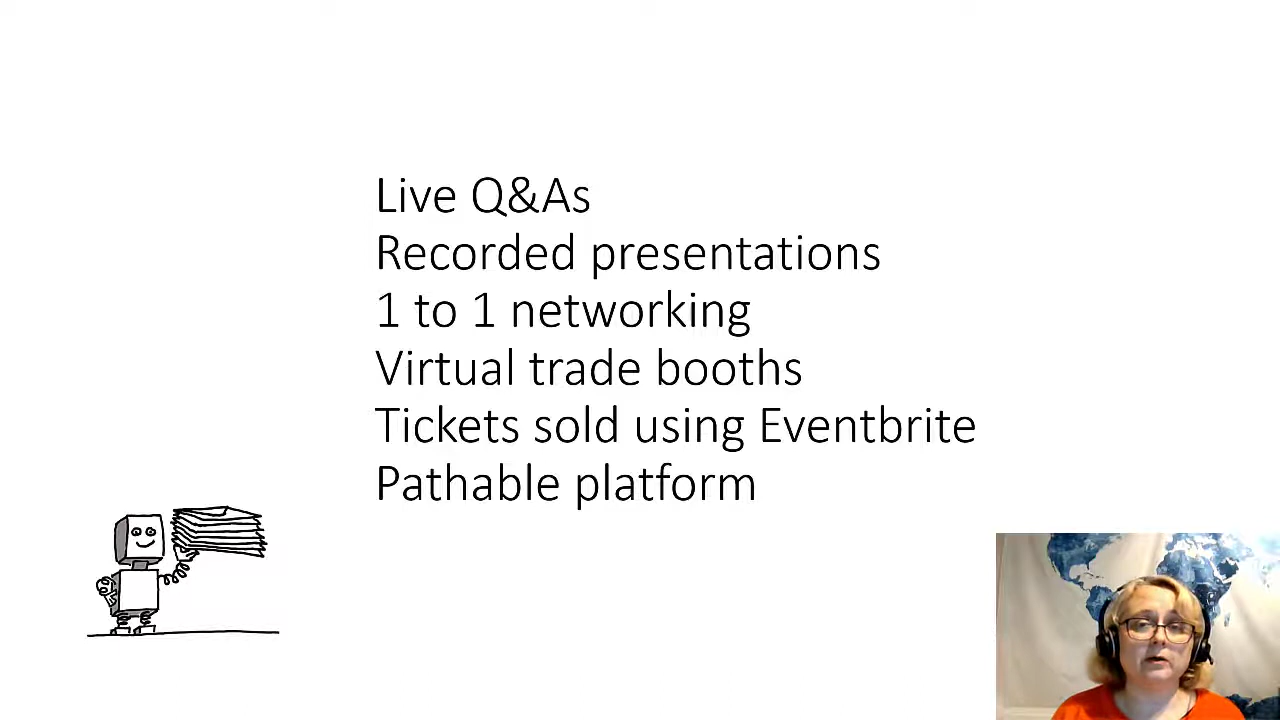 Live Q&As
Recorded presentations
1 to 1 networking
Virtual trade booths
Tickets sold using Eventbrite
Pathable platform